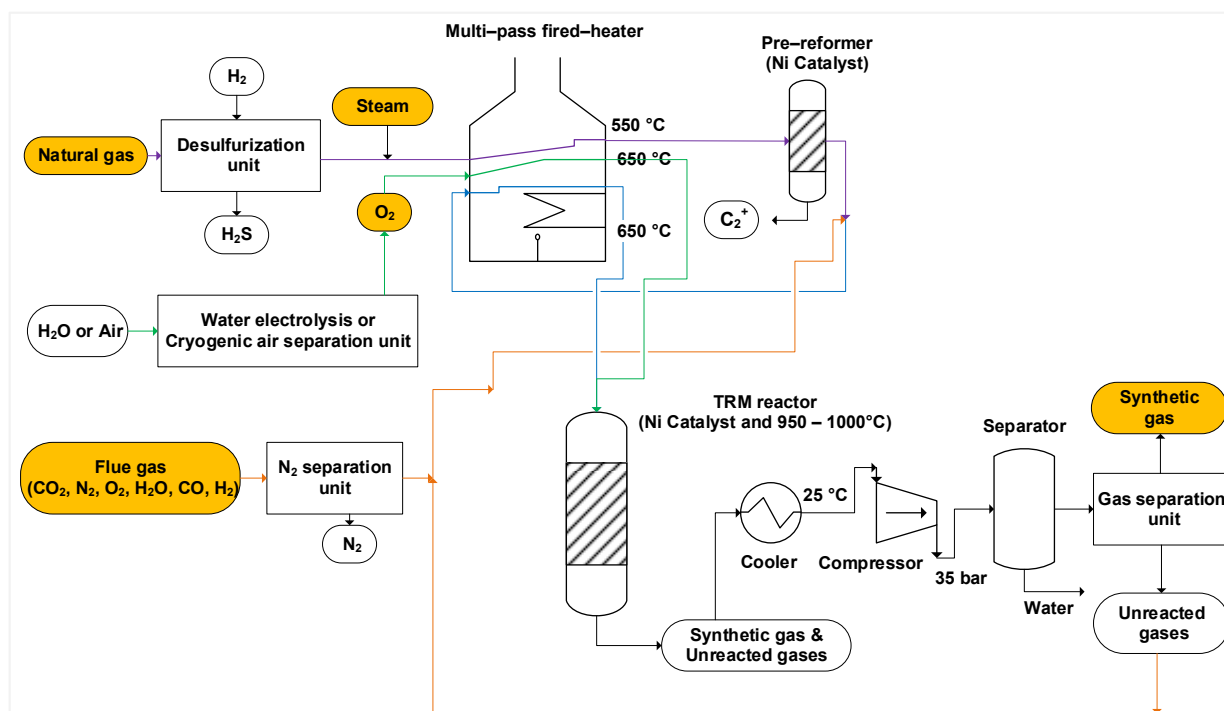 Multi–pass fired–heater
Pre–reformer
(Ni Catalyst)
H₂
Steam
550 °C
Natural gas
Desulfurization
unit
650 °C
O₂
H₂S
650 °C
C₂⁺
H₂O or Air
Water electrolysis or
Cryogenic air separation unit
TRM reactor
(Ni Catalyst and 950 – 1000°C)
Synthetic
gas
Separator
Flue gas
(CO₂, N₂, O₂, H₂O, CO, H₂)
N₂ separation
unit
25 °C
Gas separation
unit
N₂
Cooler
Compressor
35 bar
Water
Synthetic gas &
Unreacted gases
Unreacted
gases